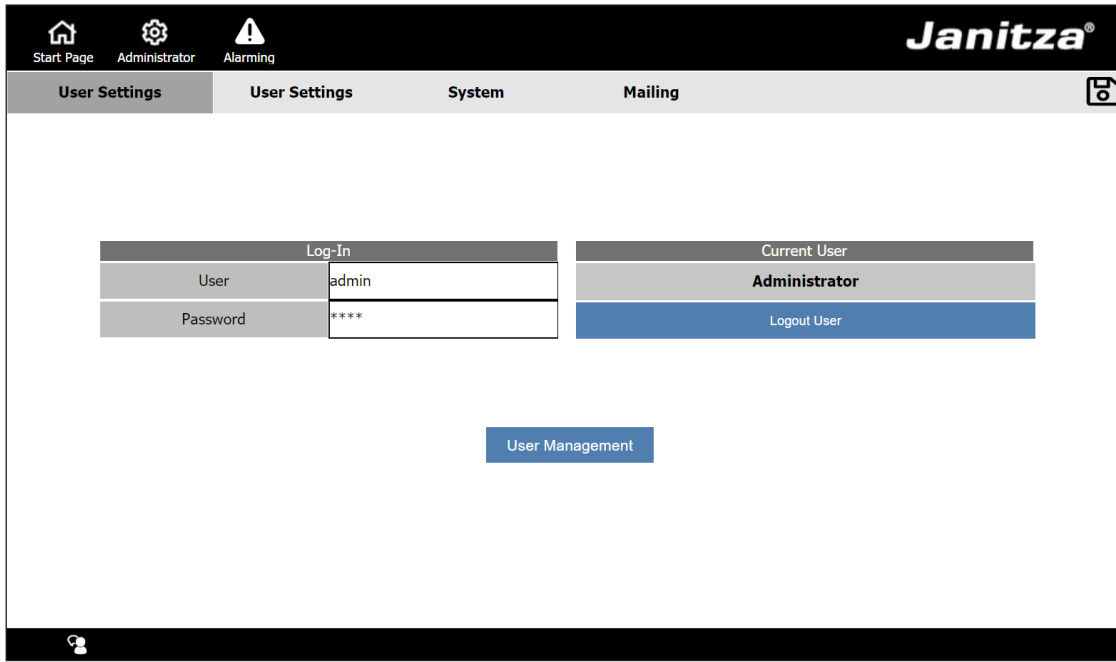 Janitza®
Start Page Administrator Alarming
User Settings User Settings System Mailing
Log-In
User admin
Password ****
Current User
Administrator
Logout User
User Management